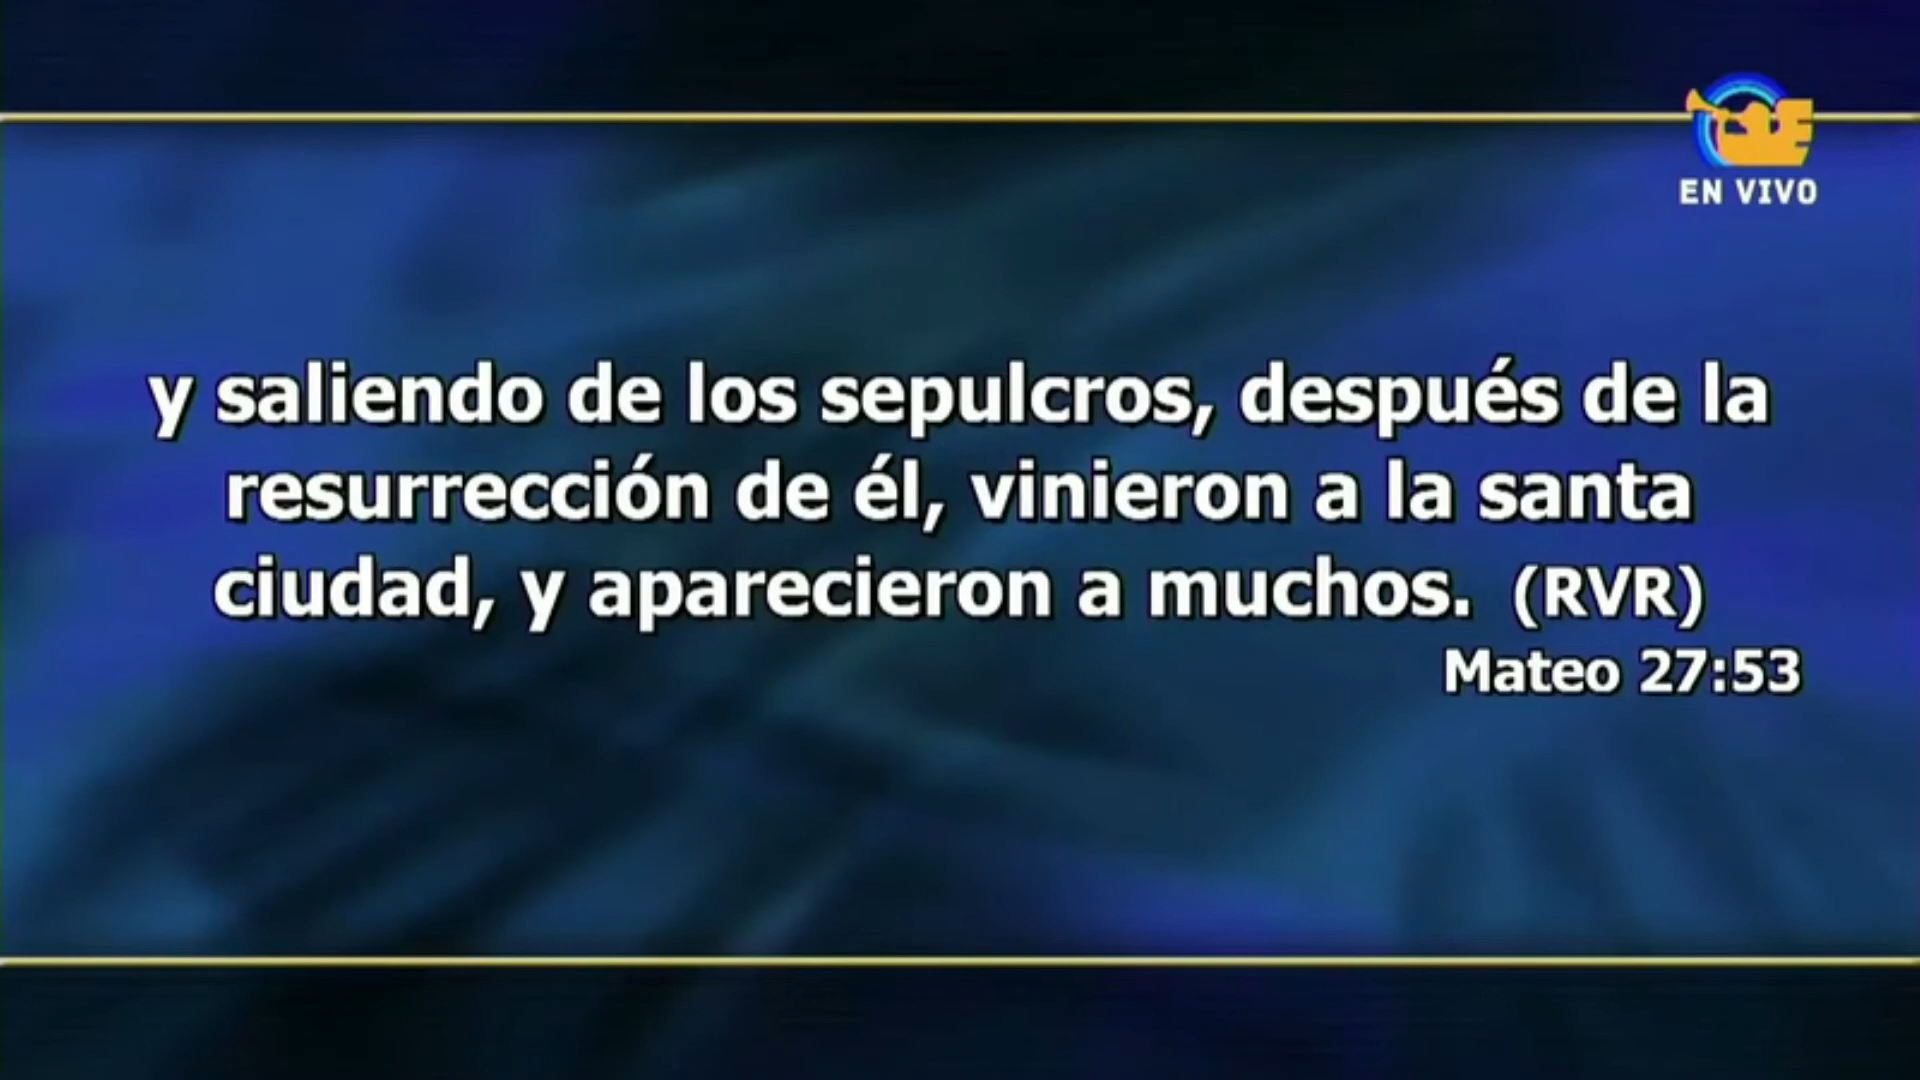 EN VIVO
y saliendo de los sepulcros, después de la
resurrección de él, vinieron a la santa
ciudad, y aparecieron a muchos. (RVR)
Mateo 27:53